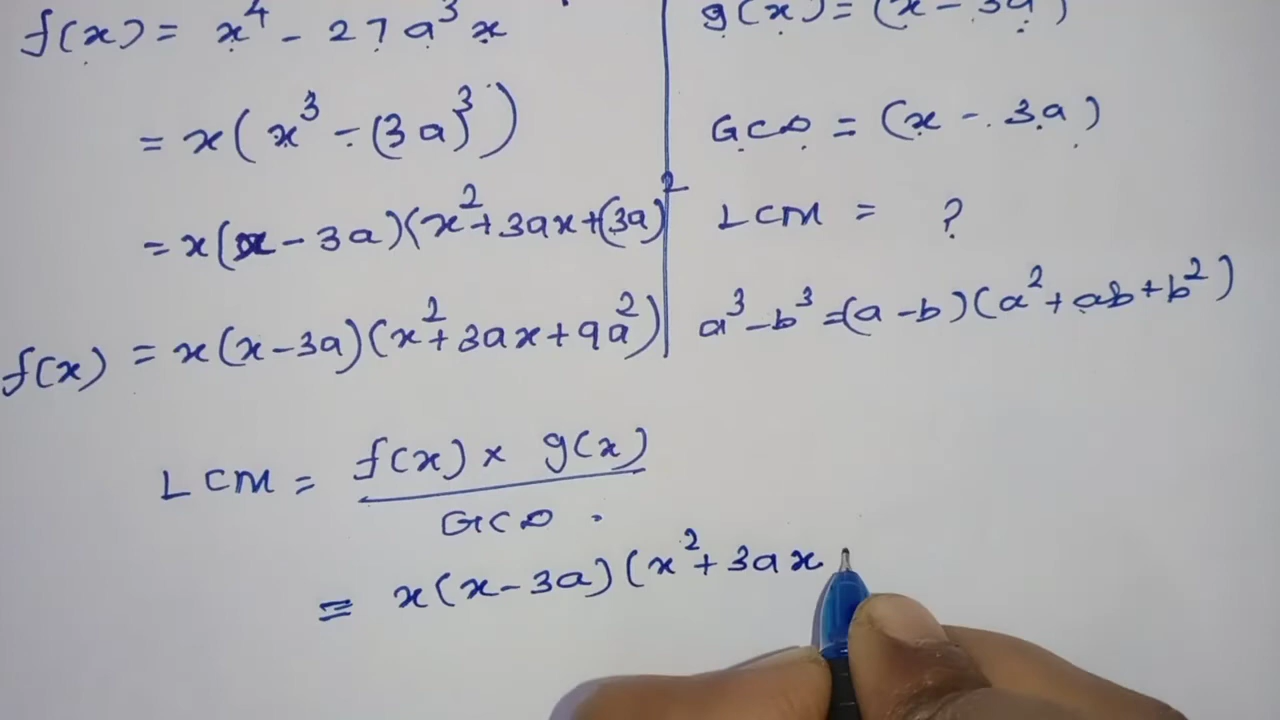 f(x) = x⁴ - 27a³x
= x(x³ - (3a)³)
= x(x - 3a)(x² + 3ax + (3a)²
f(x) = x(x - 3a)(x² + 3ax + 9a²)
g(x) = (x - 3a)
GCD = (x - 3a)
LCM = ?
a³ - b³ = (a - b)(a² + ab + b²)
LCM = f(x) × g(x) / GCD.
= x(x - 3a)(x² + 3ax